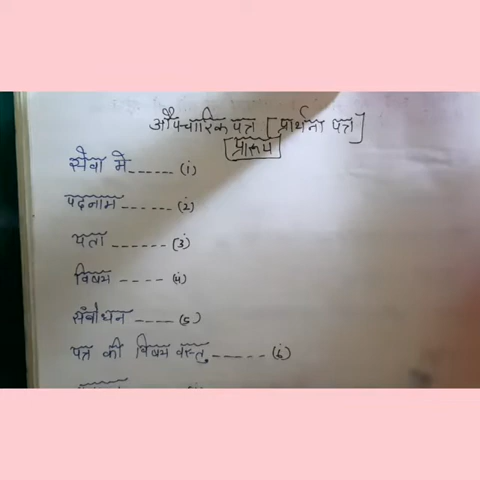 औपचारिक पत्र [प्रार्थना पत्र]
[प्रारूप]
सेवा मे------ (1)
पदनाम------ (2)
पता ------ (3)
विषय ---- (4)
संबोधन ---- (5)
पत्र की विषय वस्तु ------ (6)